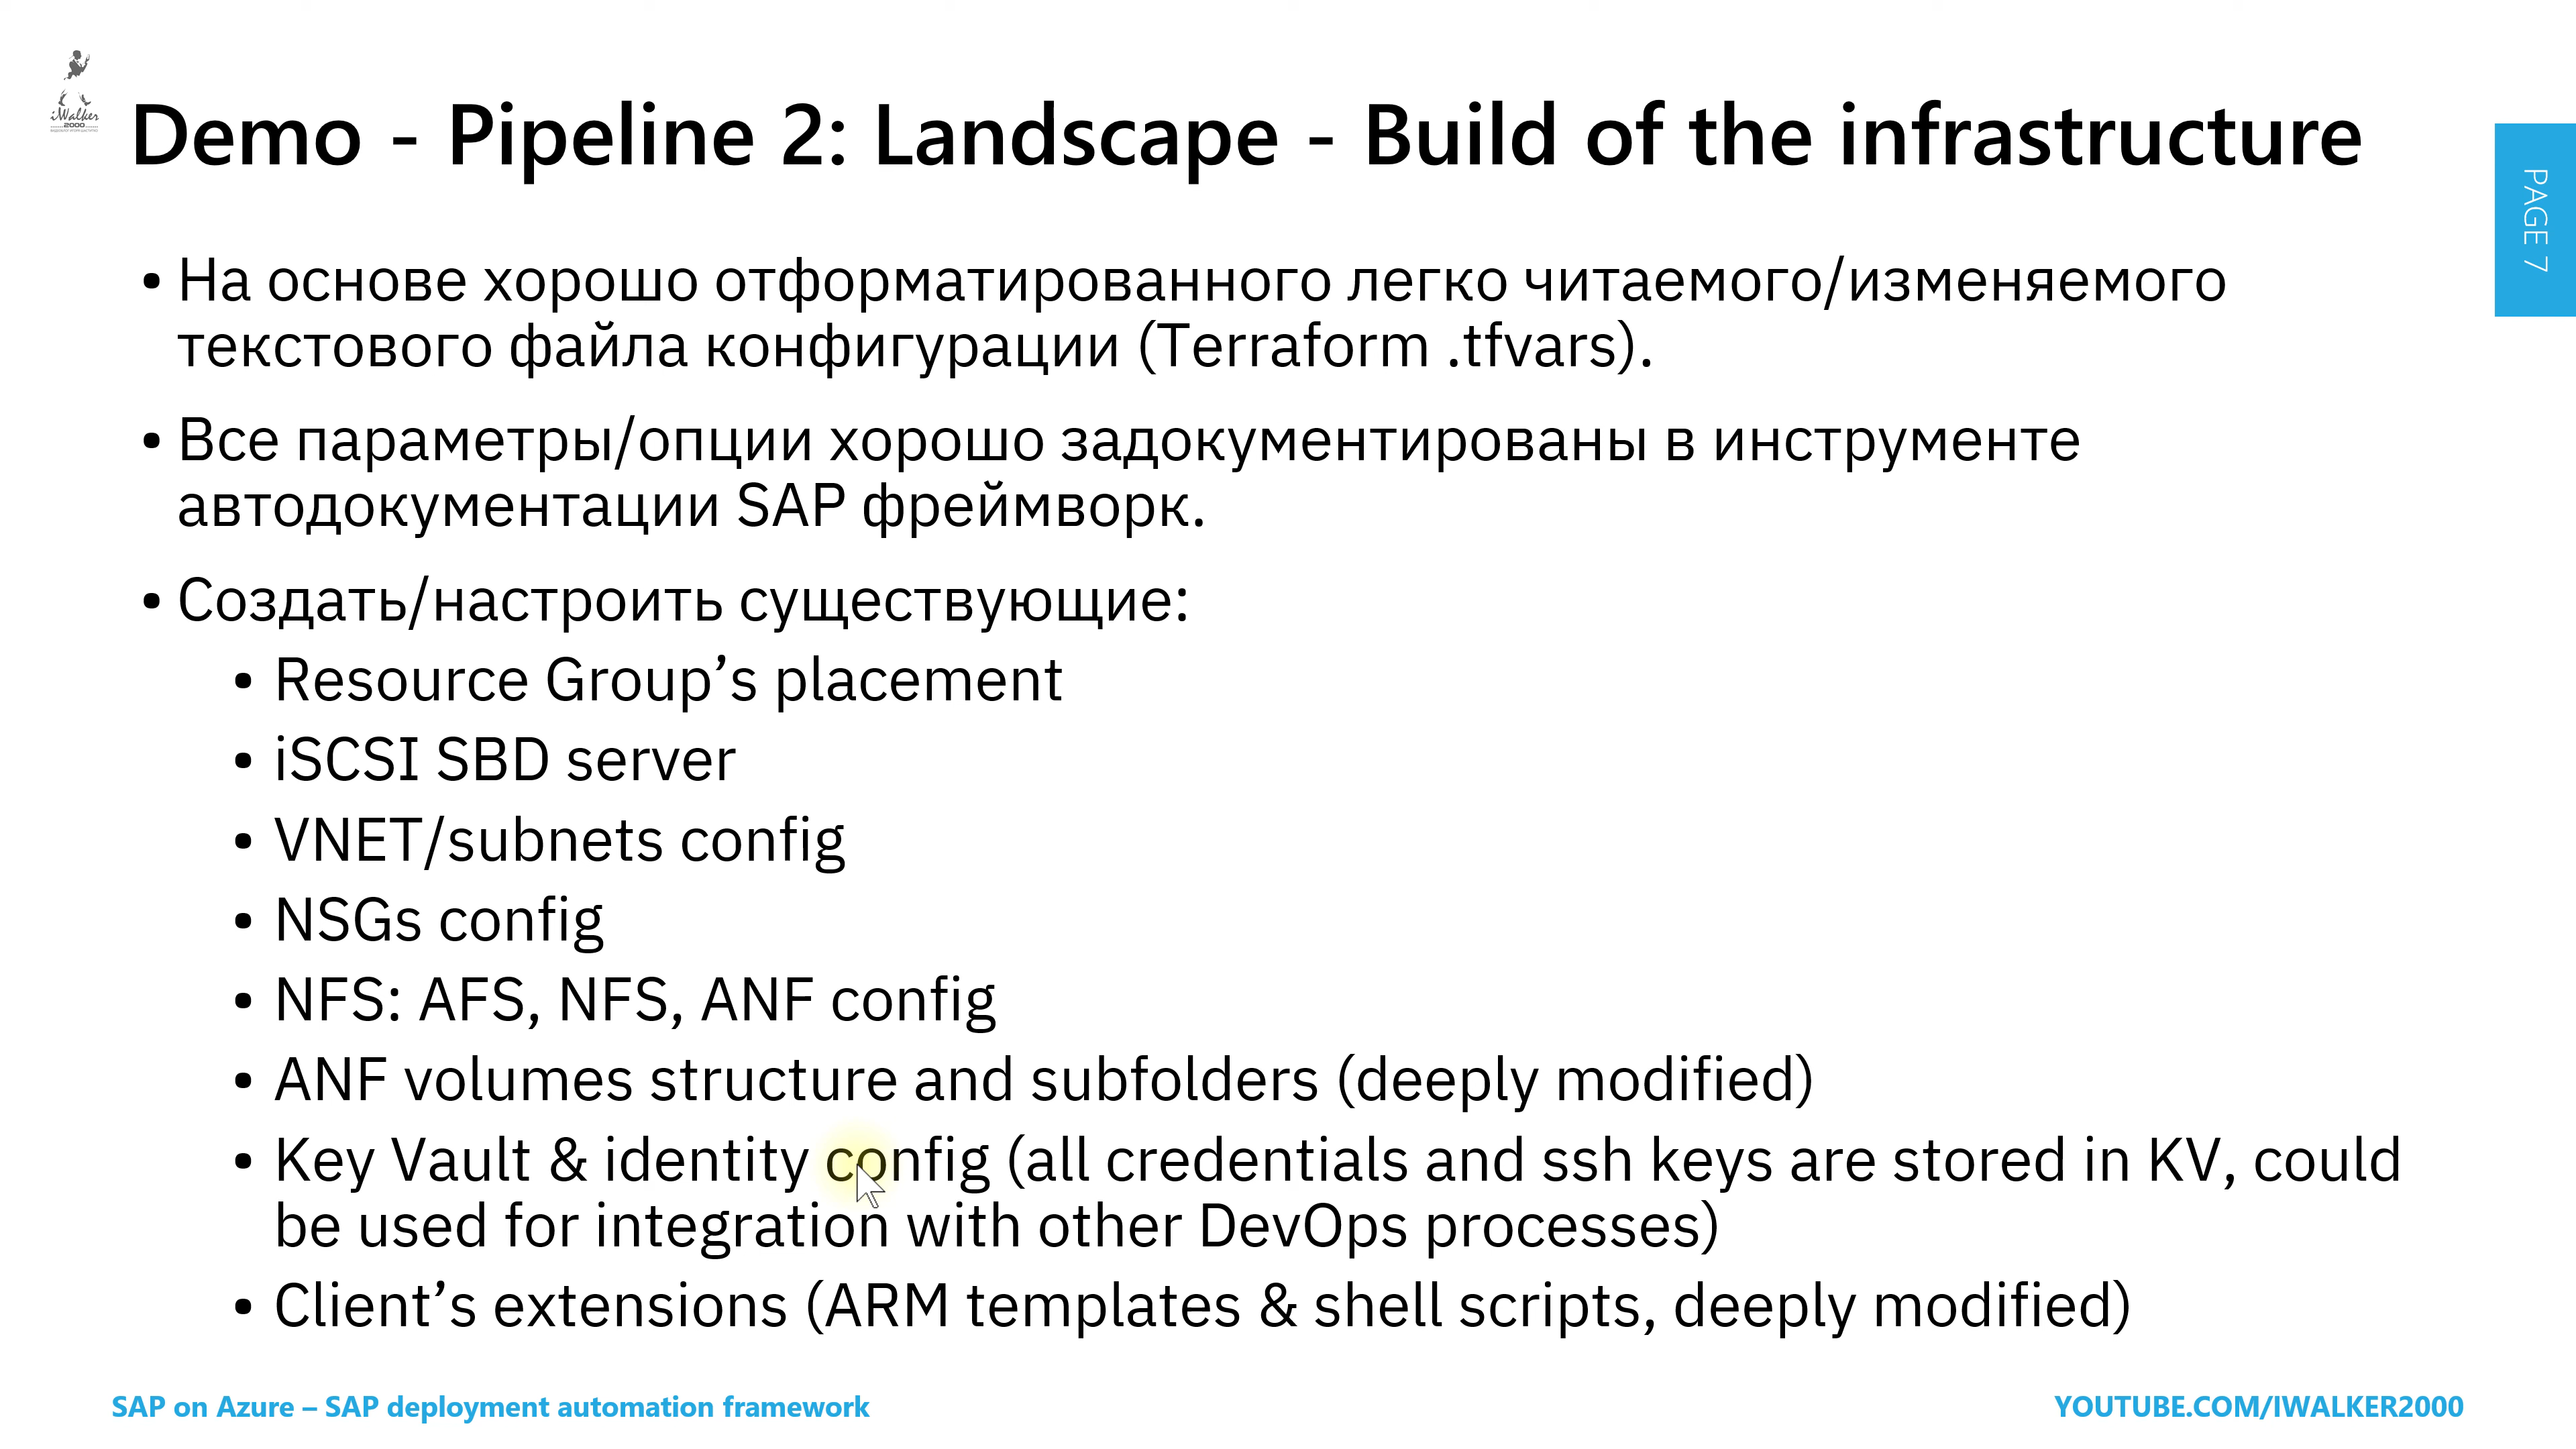 iWalker
2000
Demo - Pipeline 2: Landscape - Build of the infrastructure
PAGE 7
• На основе хорошо отформатированного легко читаемого/изменяемого
текстового файла конфигурации (Terraform .tfvars).
• Все параметры/опции хорошо задокументированы в инструменте
автодокументации SAP фреймворк.
• Создать/настроить существующие:
• Resource Group’s placement
• iSCSI SBD server
• VNET/subnets config
• NSGs config
• NFS: AFS, NFS, ANF config
• ANF volumes structure and subfolders (deeply modified)
• Key Vault & identity config (all credentials and ssh keys are stored in KV, could
be used for integration with other DevOps processes)
• Client’s extensions (ARM templates & shell scripts, deeply modified)
SAP on Azure – SAP deployment automation framework
YOUTUBE.COM/IWALKER2000